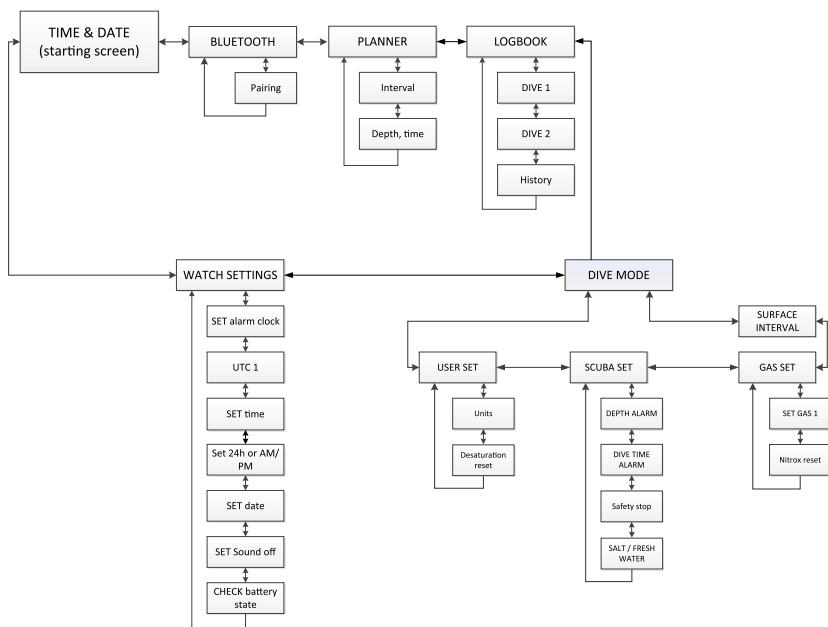 TIME & DATE
(starting screen)
BLUETOOTH
PLANNER
LOGBOOK
Pairing
Interval
DIVE 1
Depth, time
DIVE 2
History
WATCH SETTINGS
DIVE MODE
SET alarm clock
SURFACE
INTERVAL
UTC 1
USER SET
SCUBA SET
GAS SET
SET time
Units
DEPTH ALARM
SET GAS 1
Set 24h or AM/
PM
Desaturation
reset
DIVE TIME
ALARM
Nitrox reset
SET date
Safety stop
SET Sound off
SALT / FRESH
WATER
CHECK battery
state